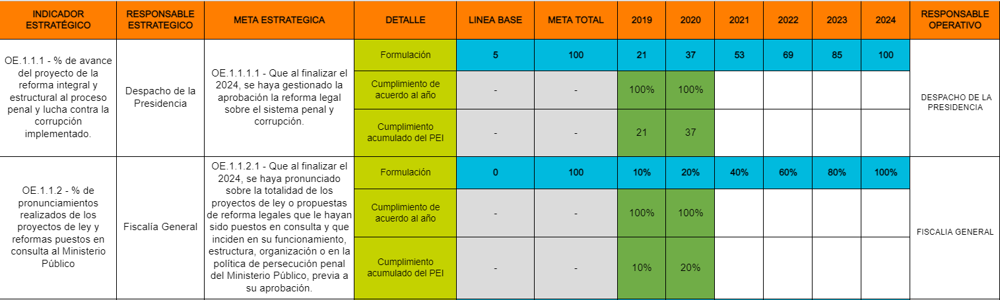 INDICADOR
ESTRATÉGICO
RESPONSABLE
ESTRATEGICO
META ESTRATEGICA
DETALLE
LINEA BASE
META TOTAL
2019
2020
2021
2022
2023
2024
RESPONSABLE
OPERATIVO
OE.1.1.1 - % de avance
del proyecto de la
reforma integral y
estructural al proceso
penal y lucha contra la
corrupción
implementado.
Despacho de la
Presidencia
OE.1.1.1.1 - Que al finalizar el
2024, se haya gestionado la
aprobación la reforma legal
sobre el sistema penal y
corrupción.
Formulación
5
100
21
37
53
69
85
100
Cumplimiento de
acuerdo al año
-
-
100%
100%
Cumplimiento
acumulado del PEI
-
-
21
37
DESPACHO DE LA
PRESIDENCIA
OE.1.1.2 - % de
pronunciamientos
realizados de los
proyectos de ley y
reformas puestos en
consulta al Ministerio
Público
Fiscalía General
OE.1.1.2.1 - Que al finalizar el
2024, se haya pronunciado
sobre la totalidad de los
proyectos de ley o propuestas
de reforma legales que le hayan
sido puestos en consulta y que
inciden en su funcionamiento,
estructura, organización o en la
política de persecución penal
del Ministerio Público, previa a
su aprobación.
Formulación
0
100
10%
20%
40%
60%
80%
100%
Cumplimiento de
acuerdo al año
-
-
100%
100%
Cumplimiento
acumulado del PEI
-
-
10%
20%
FISCALIA GENERAL